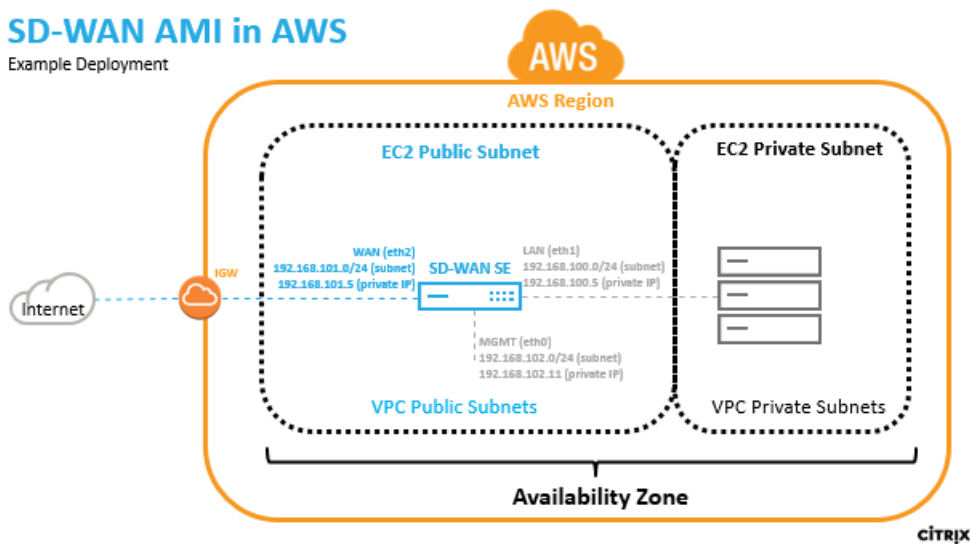 SD-WAN AMI in AWS
Example Deployment
AWS
AWS Region
EC2 Public Subnet
EC2 Private Subnet
WAN (eth2)
192.168.101.0/24 (subnet)
192.168.101.5 (private IP)
SD-WAN SE
LAN (eth1)
192.168.100.0/24 (subnet)
192.168.100.5 (private IP)
IGW
Internet
MGMT (eth0)
192.168.102.0/24 (subnet)
192.168.102.11 (private IP)
VPC Public Subnets
VPC Private Subnets
Availability Zone
CITRIX